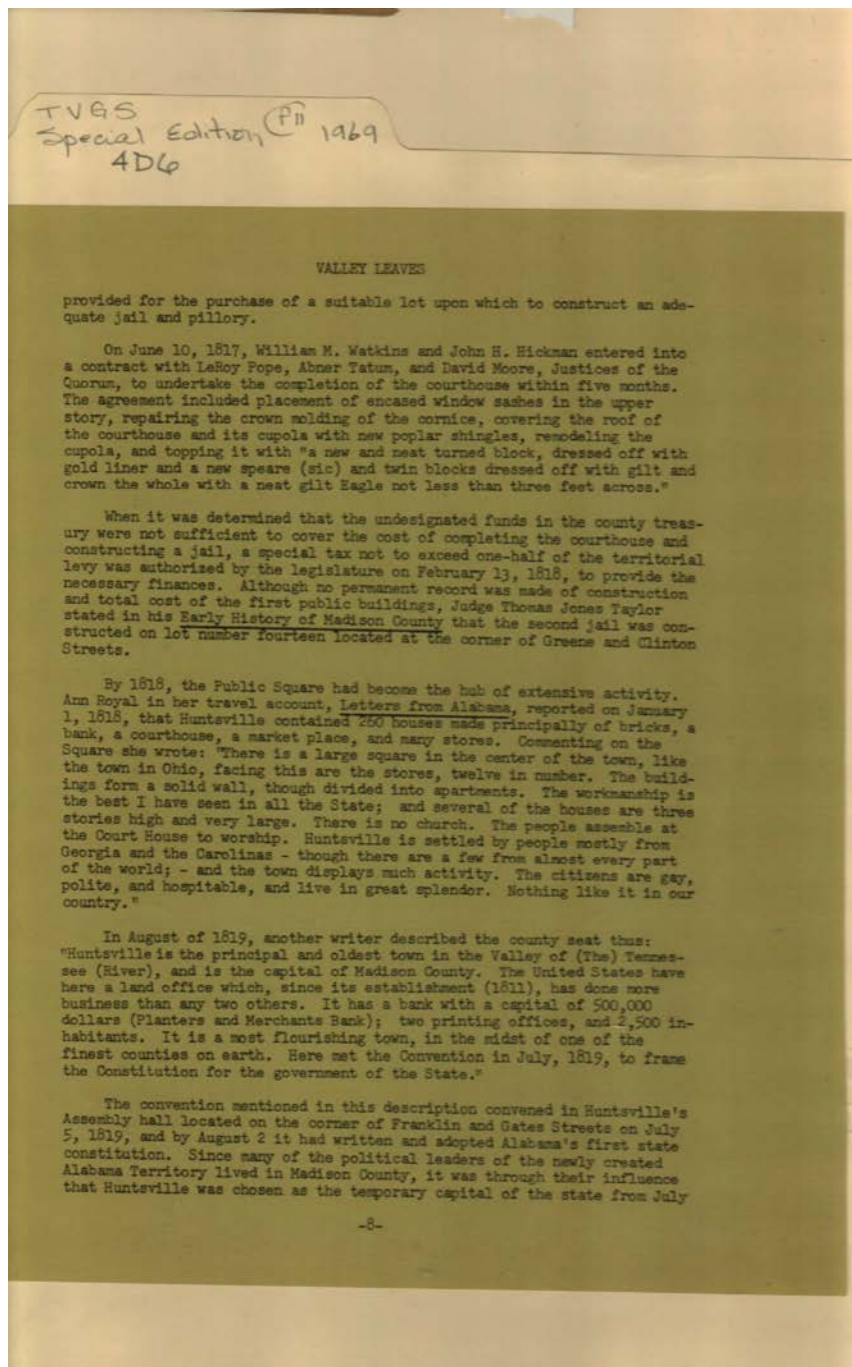 TVGS
Special Edition P11 1969
4D6
VALLEY LEAVES
provided for the purchase of a suitable lot upon which to construct an ade-
quate jail and pillory.
On June 10, 1817, William M. Watkins and John H. Hickman entered into
a contract with LeRoy Pope, Abner Tatum, and David Moore, Justices of the
Quorum, to undertake the completion of the courthouse within five months.
The agreement included placement of encased window sashes in the upper
story, repairing the crown molding of the cornice, covering the roof of
the courthouse and its cupola with new poplar shingles, remodeling the
cupola, and topping it with "a new and neat turned block, dressed off with
gold liner and a new speare (sic) and twin blocks dressed off with gilt and
crown the whole with a neat gilt Eagle not less than three feet across."
When it was determined that the undesignated funds in the county treas-
ury were not sufficient to cover the cost of completing the courthouse and
constructing a jail, a special tax not to exceed one-half of the territorial
levy was authorized by the legislature on February 13, 1818, to provide the
necessary finances. Although no permanent record was made of construction
and total cost of the first public buildings, Judge Thomas Jones Taylor
stated in his Early History of Madison County that the second jail was con-
structed on lot number fourteen located at the corner of Greene and Clinton
Streets.
By 1818, the Public Square had become the hub of extensive activity.
Ann Royal in her travel account, Letters from Alabama, reported on January
1, 1818, that Huntsville contained 260 houses made principally of bricks, a
bank, a courthouse, a market place, and many stores. Commenting on the
Square she wrote: "There is a large square in the center of the town, like
the town in Ohio, facing this are the stores, twelve in number. The build-
ings form a solid wall, though divided into apartments. The workmanship is
the best I have seen in all the State; and several of the houses are three
stories high and very large. There is no church. The people assemble at
the Court House to worship. Huntsville is settled by people mostly from
Georgia and the Carolinas - though there are a few from almost every part
of the world; - and the town displays much activity. The citizens are gay,
polite, and hospitable, and live in great splendor. Nothing like it in our
country."
In August of 1819, another writer described the county seat thus:
"Huntsville is the principal and oldest town in the Valley of (The) Tennes-
see (River), and is the capital of Madison County. The United States have
here a land office which, since its establishment (1811), has done more
business than any two others. It has a bank with a capital of 500,000
dollars (Planters and Merchants Bank); two printing offices, and 2,500 in-
habitants. It is a most flourishing town, in the midst of one of the
finest counties on earth. Here met the Convention in July, 1819, to frame
the Constitution for the government of the State."
The convention mentioned in this description convened in Huntsville's
Assembly hall located on the corner of Franklin and Gates Streets on July
5, 1819, and by August 2 it had written and adopted Alabama's first state
constitution. Since many of the political leaders of the newly created
Alabama Territory lived in Madison County, it was through their influence
that Huntsville was chosen as the temporary capital of the state from July
-8-